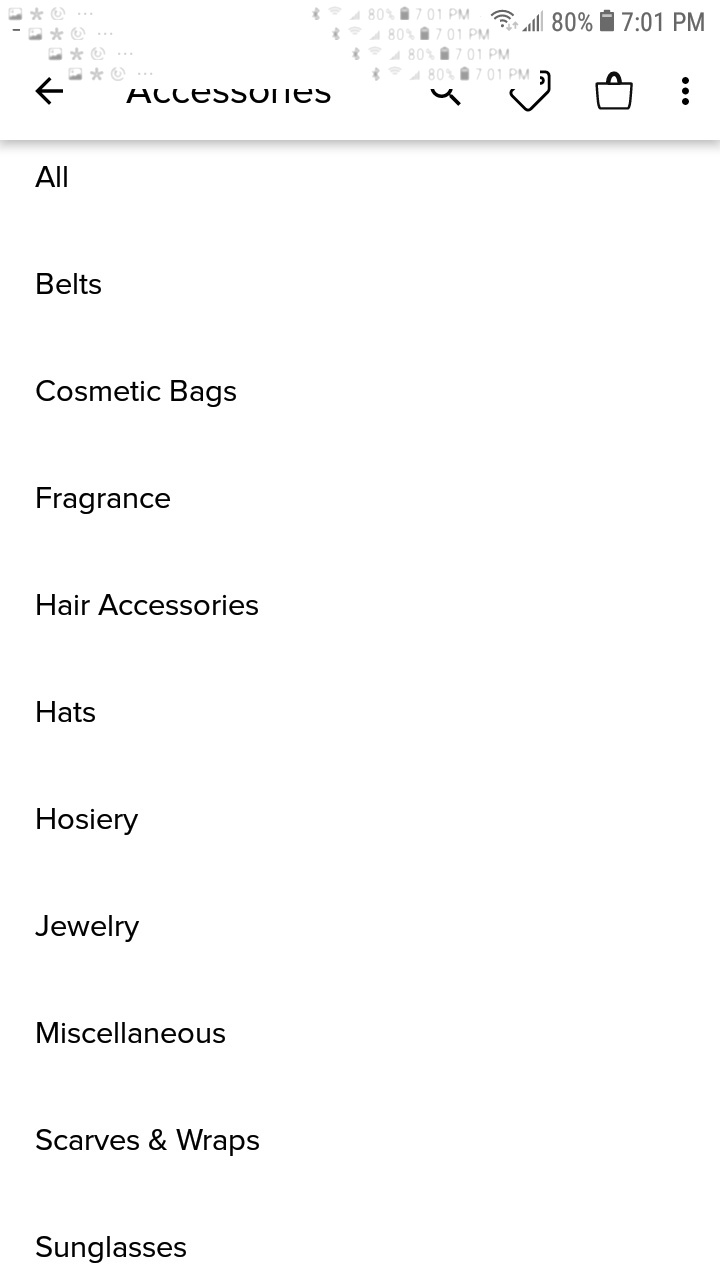 80% 7:01 PM
80% 7 01 PM
80% 7 01 PM
80% 7 01 PM
80% 7 01 PM
Accessories
All
Belts
Cosmetic Bags
Fragrance
Hair Accessories
Hats
Hosiery
Jewelry
Miscellaneous
Scarves & Wraps
Sunglasses